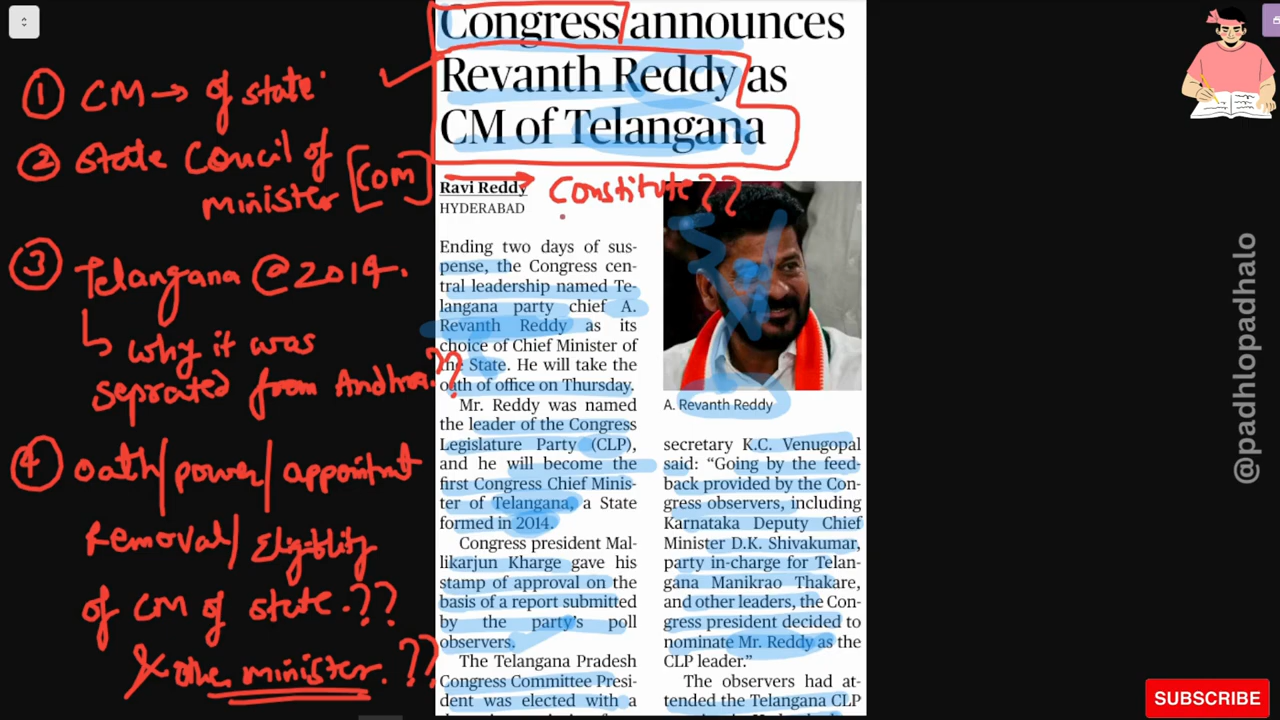 ① CM → of state
② state Concil of
minister [COM]
③ Telangana @ 2014.
↳ why it was
seprated from Andhra.??
④ oath/power/appointmt
Removal/Eligtlity
of CM of state.??
& othe minister.??
Congress announces
Revanth Reddy as
CM of Telangana
Constitute??
Ravi Reddy
HYDERABAD
Ending two days of sus-
pense, the Congress cen-
tral leadership named Te-
langana party chief A.
Revanth Reddy as its
choice of Chief Minister of
the State. He will take the
oath of office on Thursday.
Mr. Reddy was named
the leader of the Congress
Legislature Party (CLP),
and he will become the
first Congress Chief Minis-
ter of Telangana, a State
formed in 2014.
Congress president Mal-
likarjun Kharge gave his
stamp of approval on the
basis of a report submitted
by the party's poll
observers.
The Telangana Pradesh
Congress Committee Presi-
dent was elected with a
A. Revanth Reddy
secretary K.C. Venugopal
said: “Going by the feed-
back provided by the Con-
gress observers, including
Karnataka Deputy Chief
Minister D.K. Shivakumar,
party in-charge for Telan-
gana Manikrao Thakare,
and other leaders, the Con-
gress president decided to
nominate Mr. Reddy as the
CLP leader.”
The observers had at-
tended the Telangana CLP
@padhlopadhalo
SUBSCRIBE